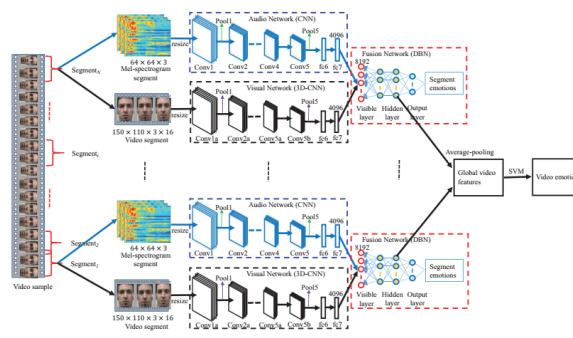 Audio Network (CNN)
Pool1
Pool5
4096
64 × 64 × 3
Mel-spectrogram
segment
resize
Conv1
Conv2
Conv4
Conv5
fc6
fc7
Segment_N
Fusion Network (DBN)
8192
Segment
emotions
Visible
layer
Hidden
layer
Output
layer
Visual Network (3D-CNN)
Pool1
Pool5
4096
150 × 110 × 3 × 16
Video segment
resize
Conv1a
Conv2a
Conv5a
Conv5b
fc6
fc7
Segment_i
Average-pooling
Global video
features
SVM
Video emotions
Audio Network (CNN)
Pool1
Pool5
4096
64 × 64 × 3
Mel-spectrogram
segment
resize
Conv1
Conv2
Conv4
Conv5
fc6
fc7
Segment_2
Segment_1
Fusion Network (DBN)
8192
Segment
emotions
Visible
layer
Hidden
layer
Output
layer
Visual Network (3D-CNN)
Pool1
Pool5
4096
150 × 110 × 3 × 16
Video segment
resize
Conv1a
Conv2a
Conv5a
Conv5b
fc6
fc7
Video sample